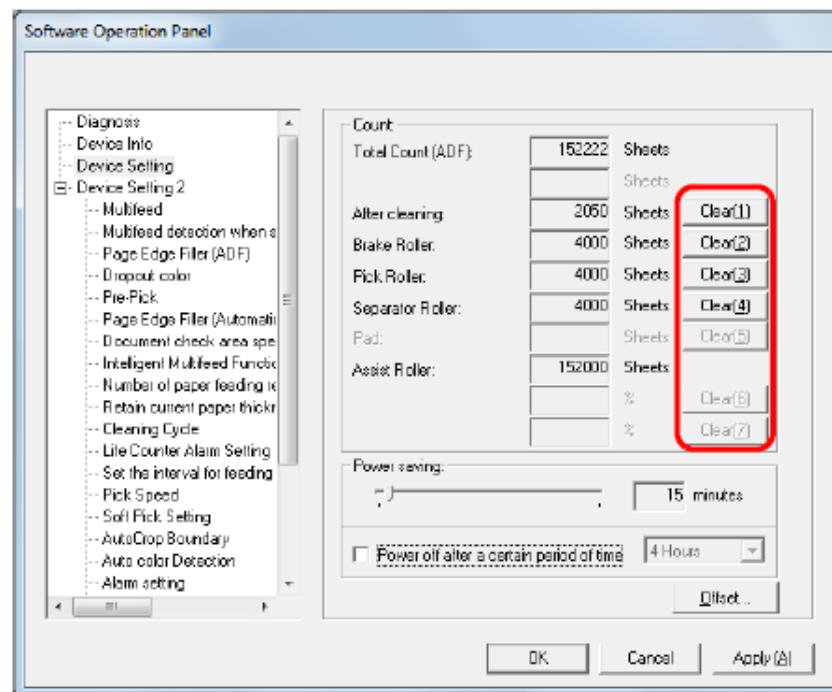 Software Operation Panel
Diagnosis
Device Info
Device Setting
Device Setting 2
Multifeed
Multifeed detection when s
Page Edge Filler (ADF)
Dropout color
Pre-Pick
Page Edge Filler (Automati
Document check area spe
Intelligent Multifeed Functio
Number of paper feeding re
Retain current paper thickn
Cleaning Cycle
Life Counter Alarm Setting
Set the interval for feeding
Pick Speed
Soft Pick Setting
AutoCrop Boundary
Auto color Detection
Alarm setting
Count
Total Count (ADF): 152222 Sheets
Sheets
After cleaning: 2050 Sheets Clear(1)
Brake Roller: 4000 Sheets Clear(2)
Pick Roller: 4000 Sheets Clear(3)
Separator Roller: 4000 Sheets Clear(4)
Pad: Sheets Clear(5)
Assist Roller: 152000 Sheets
% Clear(6)
% Clear(7)
Power saving:
15 minutes
Power off after a certain period of time 4 Hours
Offset...
OK Cancel Apply (A)